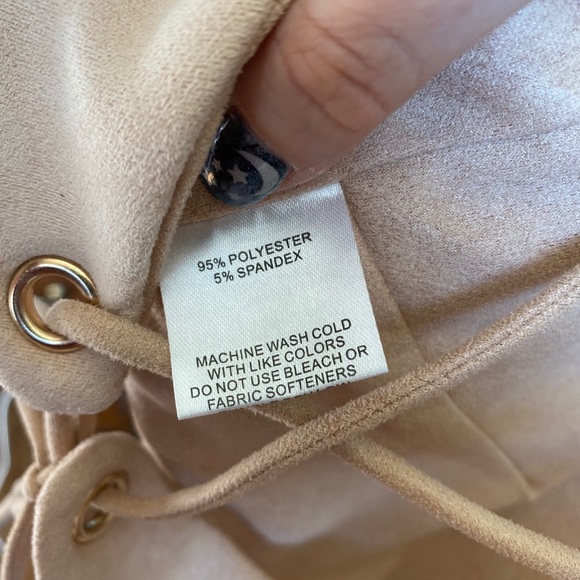 95% POLYESTER
5% SPANDEX
MACHINE WASH COLD
WITH LIKE COLORS
DO NOT USE BLEACH OR
FABRIC SOFTENERS